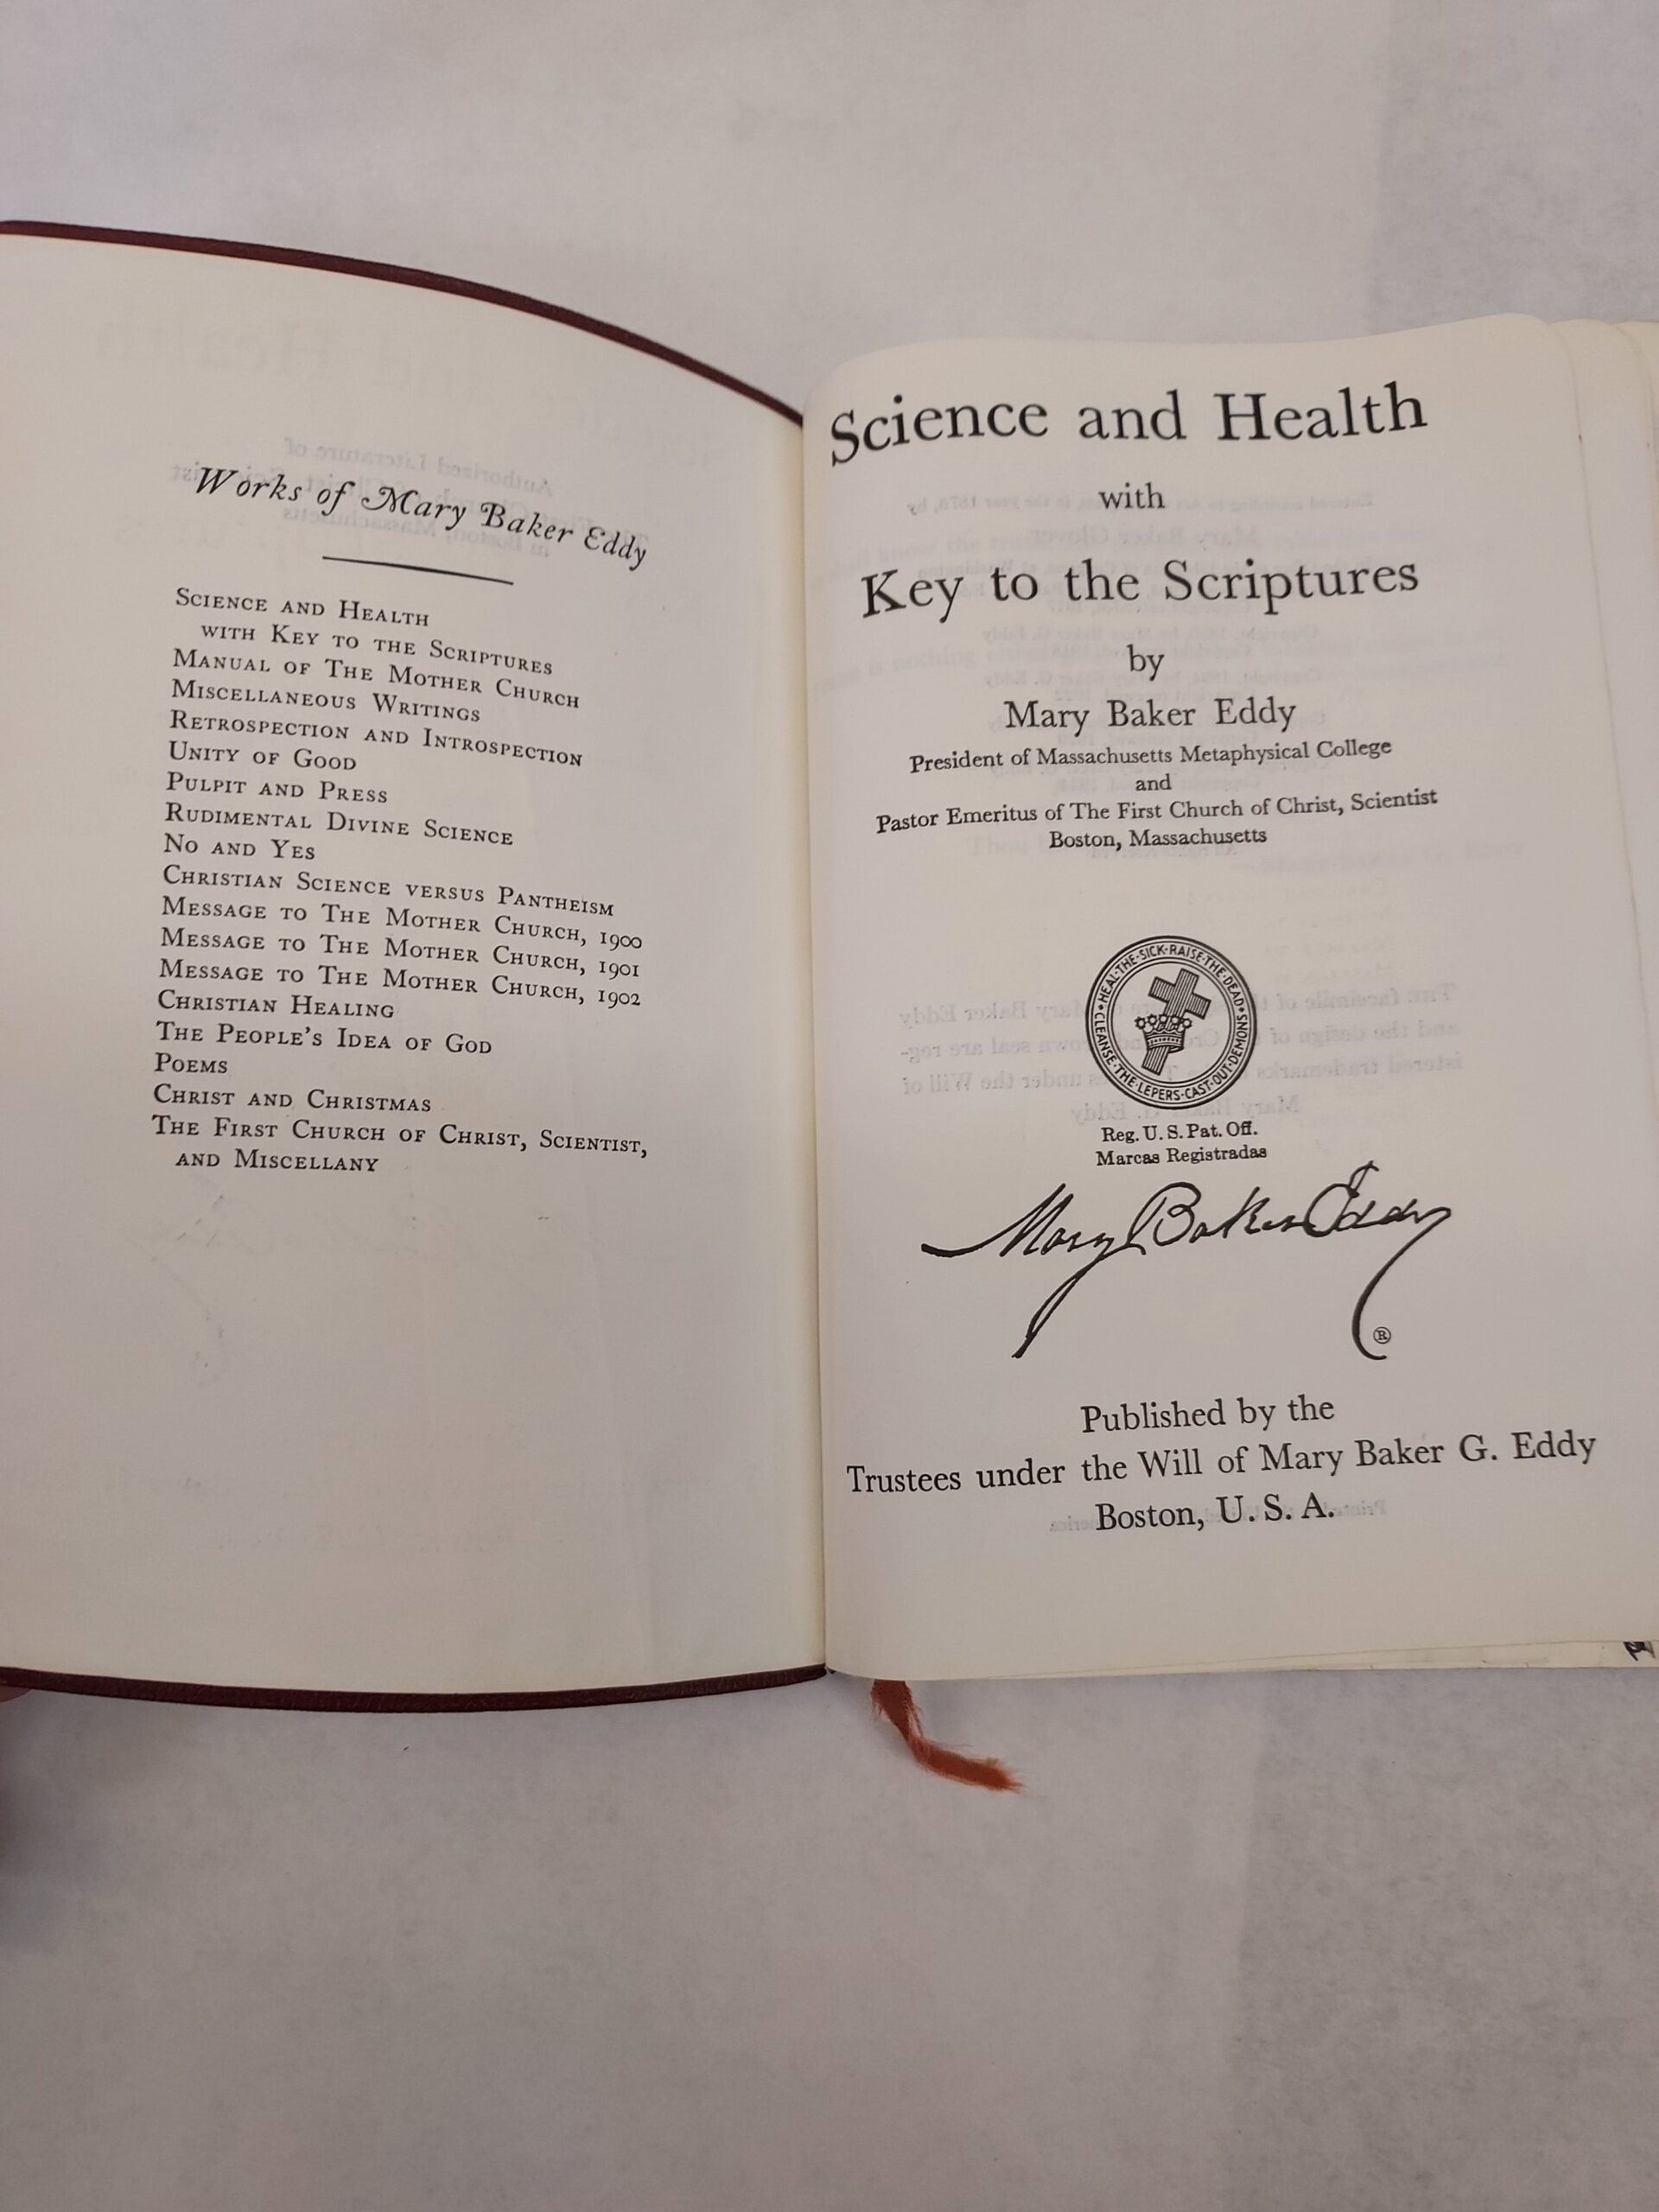 Works of Mary Baker Eddy
Science and Health
with Key to the Scriptures
Manual of The Mother Church
Miscellaneous Writings
Retrospection and Introspection
Unity of Good
Pulpit and Press
Rudimental Divine Science
No and Yes
Christian Science versus Pantheism
Message to The Mother Church, 1900
Message to The Mother Church, 1901
Message to The Mother Church, 1902
Christian Healing
The People's Idea of God
Poems
Christ and Christmas
The First Church of Christ, Scientist,
and Miscellany
Science and Health
with
Key to the Scriptures
by
Mary Baker Eddy
President of Massachusetts Metaphysical College
and
Pastor Emeritus of The First Church of Christ, Scientist
Boston, Massachusetts
HEAL·THE·SICK·RAISE·THE·DEAD·CLEANSE·THE·LEPERS·CAST·OUT·DEMONS
Reg. U. S. Pat. Off.
Marcas Registradas
Mary Baker Eddy
®
Published by the
Trustees under the Will of Mary Baker G. Eddy
Boston, U. S. A.